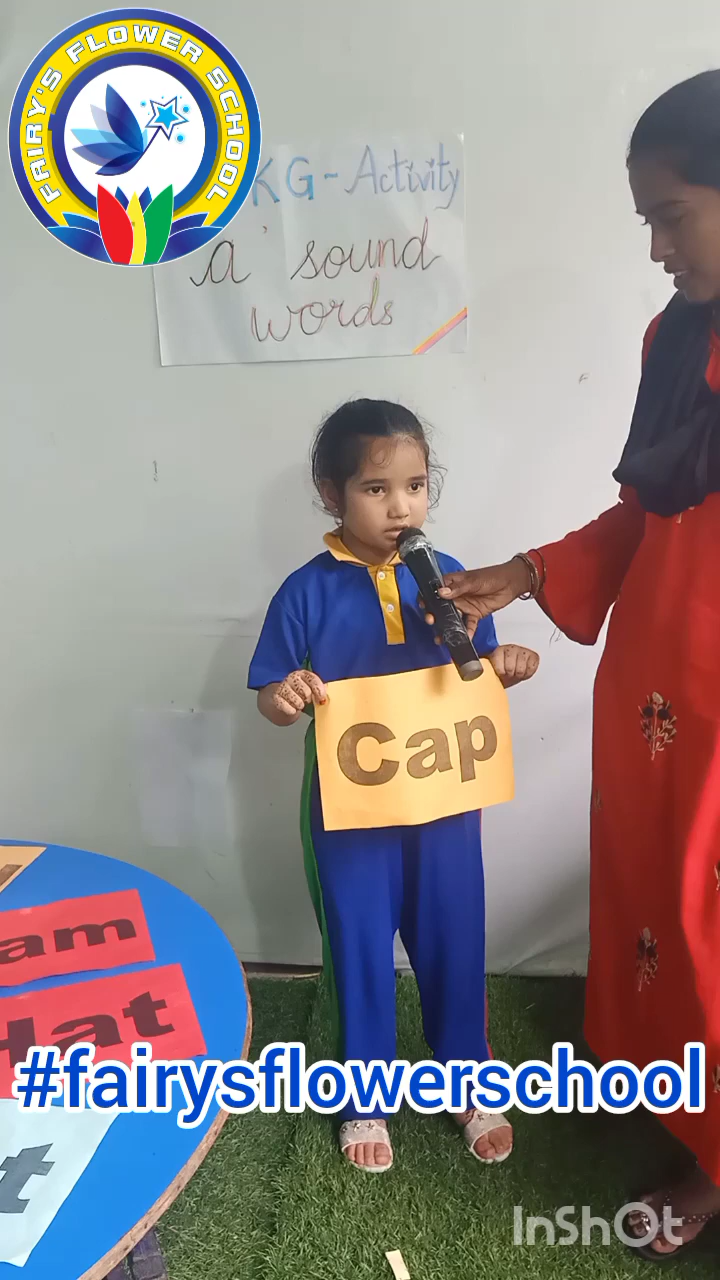 FAIRY'S FLOWER SCHOOL
KG - Activity
'a' sound
words
Cap
am
Hat
t
#fairysflowerschool
InShOt